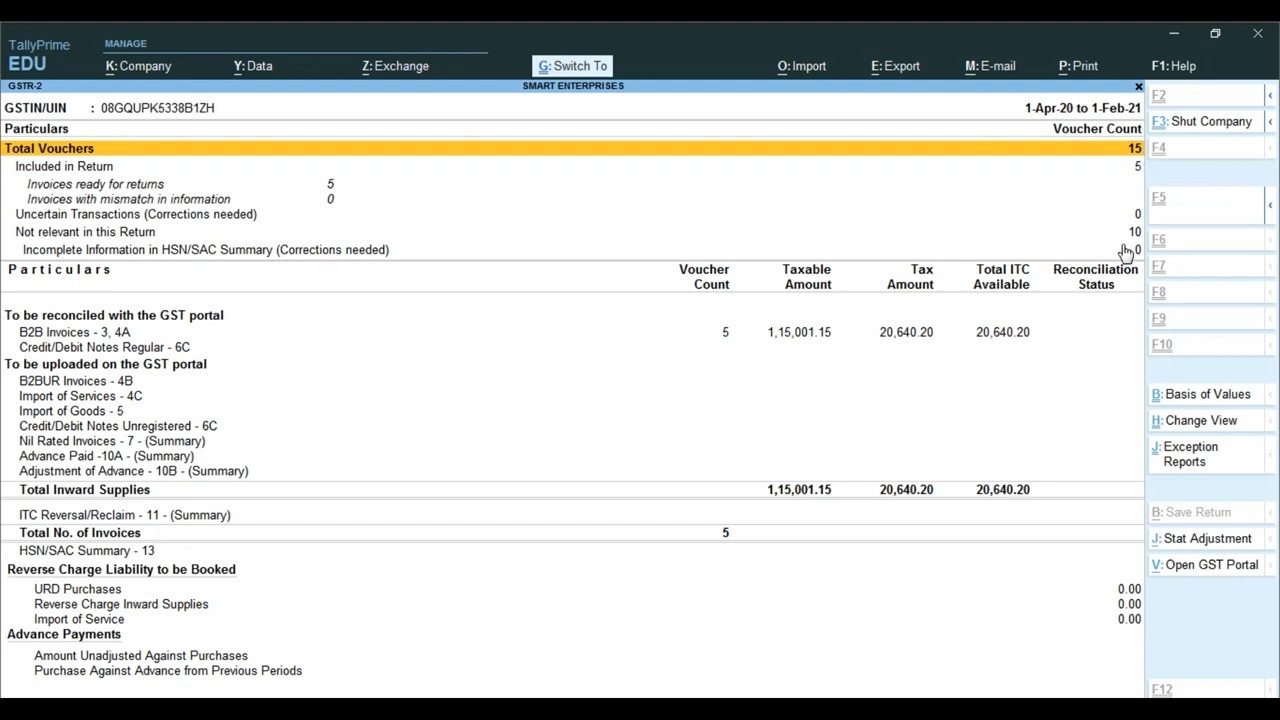 TallyPrime MANAGE
EDU K: Company Y: Data Z: Exchange G: Switch To O: Import E: Export M: E-mail P: Print F1: Help
GSTR-2 SMART ENTERPRISES ×
GSTIN/UIN : 08GQUPK5338B1ZH 1-Apr-20 to 1-Feb-21
Particulars Voucher Count
Total Vouchers 15
Included in Return 5
Invoices ready for returns 5
Invoices with mismatch in information 0
Uncertain Transactions (Corrections needed) 0
Not relevant in this Return 10
Incomplete Information in HSN/SAC Summary (Corrections needed) 0
Particulars Voucher Count Taxable Amount Tax Amount Total ITC Available Reconciliation Status
To be reconciled with the GST portal
B2B Invoices - 3, 4A 5 1,15,001.15 20,640.20 20,640.20
Credit/Debit Notes Regular - 6C
To be uploaded on the GST portal
B2BUR Invoices - 4B
Import of Services - 4C
Import of Goods - 5
Credit/Debit Notes Unregistered - 6C
Nil Rated Invoices - 7 - (Summary)
Advance Paid -10A - (Summary)
Adjustment of Advance - 10B - (Summary)
Total Inward Supplies 1,15,001.15 20,640.20 20,640.20
ITC Reversal/Reclaim - 11 - (Summary)
Total No. of Invoices 5
HSN/SAC Summary - 13
Reverse Charge Liability to be Booked
URD Purchases 0.00
Reverse Charge Inward Supplies 0.00
Import of Service 0.00
Advance Payments
Amount Unadjusted Against Purchases
Purchase Against Advance from Previous Periods
F2
F3: Shut Company
F4
F5
F6
F7
F8
F9
F10
B: Basis of Values
H: Change View
J: Exception
Reports
B: Save Return
J: Stat Adjustment
V: Open GST Portal
F12